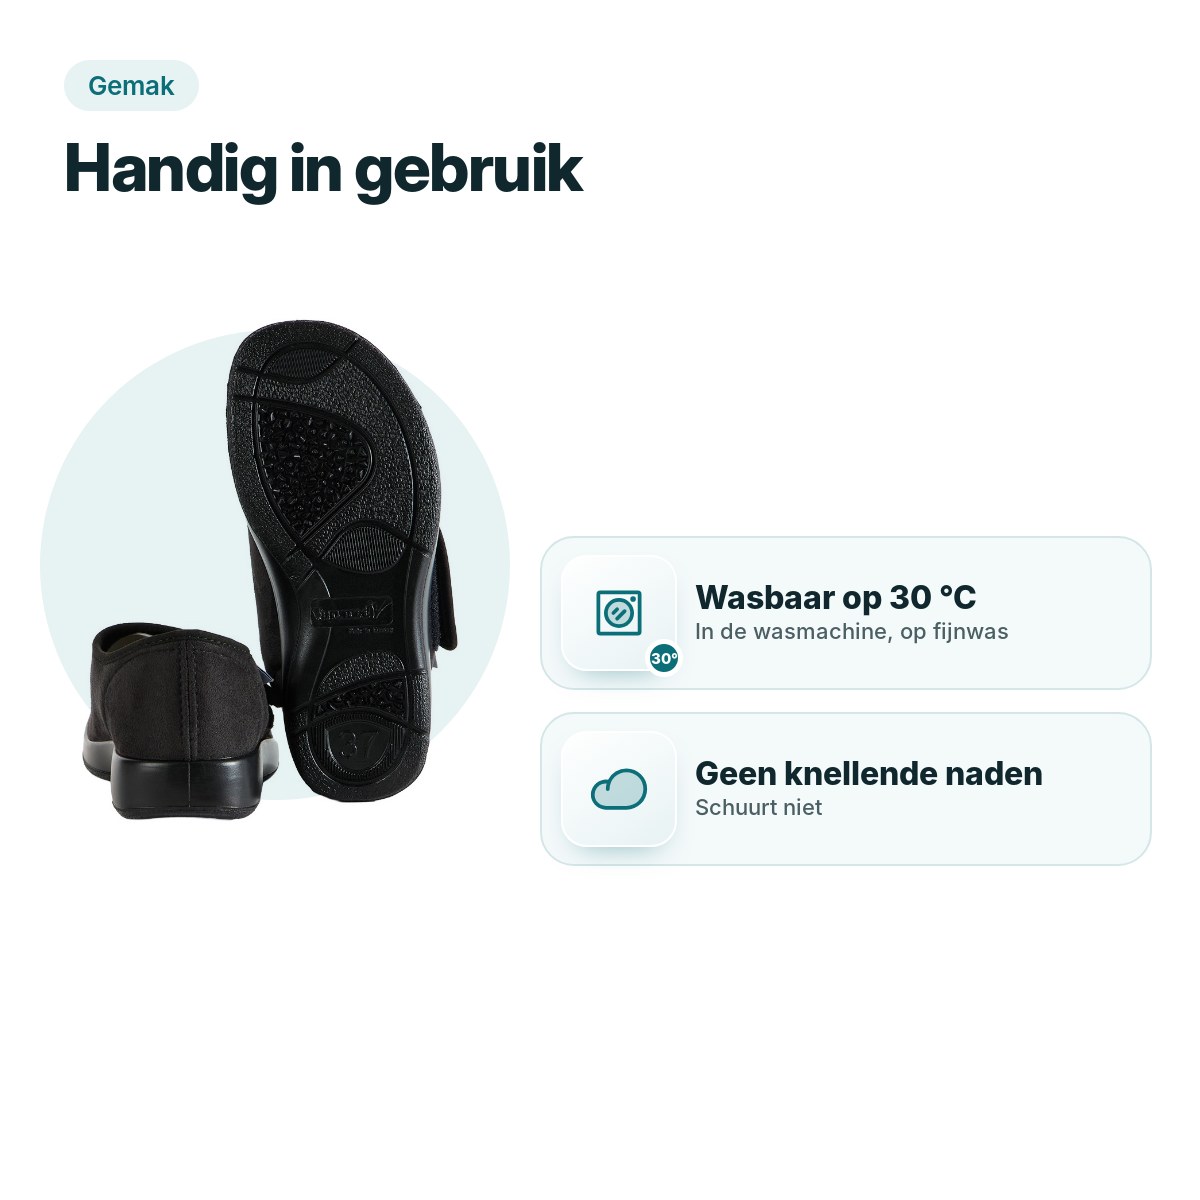 Gemak
Handig in gebruik
Wasbaar op 30 °C
In de wasmachine, op fijnwas
30°
Geen knellende naden
Schuurt niet
37